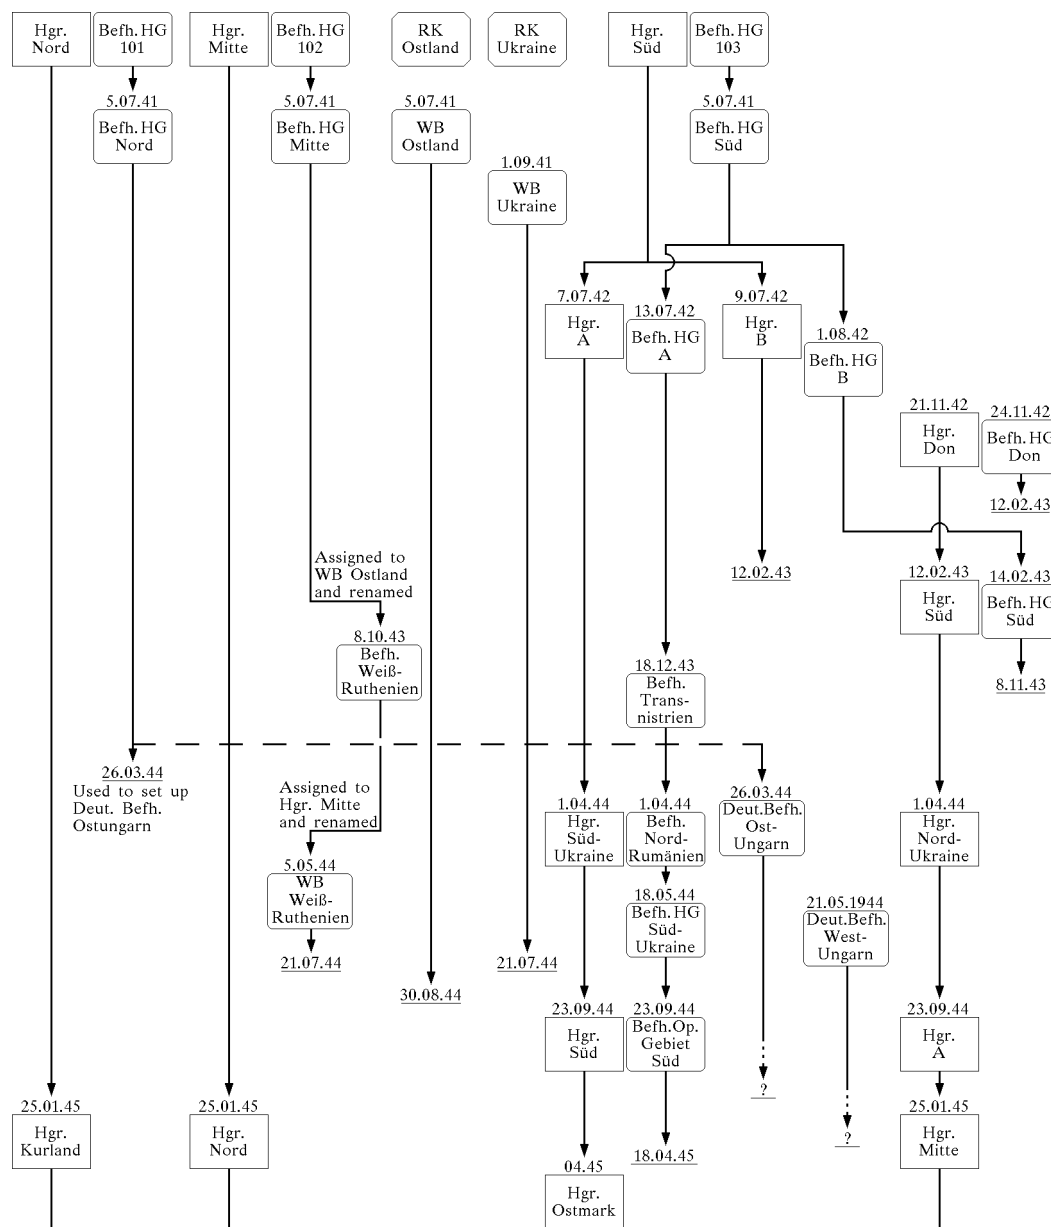 Hgr.
Nord
Befh. HG
101
Hgr.
Mitte
Befh. HG
102
RK
Ostland
RK
Ukraine
Hgr.
Süd
Befh. HG
103
5.07.41
Befh. HG
Nord
5.07.41
Befh. HG
Mitte
5.07.41
WB
Ostland
1.09.41
WB
Ukraine
5.07.41
Befh. HG
Süd
7.07.42
Hgr.
A
13.07.42
Befh. HG
A
9.07.42
Hgr.
B
1.08.42
Befh. HG
B
21.11.42
Hgr.
Don
24.11.42
Befh. HG
Don
12.02.43
Assigned to
WB Ostland
and renamed
12.02.43
12.02.43
Hgr.
Süd
14.02.43
Befh. HG
Süd
8.11.43
8.10.43
Befh.
Weiß-
Ruthenien
18.12.43
Befh.
Trans-
nistrien
26.03.44
Used to set up
Deut. Befh.
Ostungarn
Assigned to
Hgr. Mitte
and renamed
5.05.44
WB
Weiß-
Ruthenien
21.07.44
30.08.44
21.07.44
1.04.44
Hgr.
Süd-
Ukraine
1.04.44
Befh.
Nord-
Rumänien
26.03.44
Deut.Befh.
Ost-
Ungarn
1.04.44
Hgr.
Nord-
Ukraine
18.05.44
Befh. HG
Süd-
Ukraine
21.05.1944
Deut.Befh.
West-
Ungarn
23.09.44
Hgr.
Süd
23.09.44
Befh.Op.
Gebiet
Süd
?
?
23.09.44
Hgr.
A
25.01.45
Hgr.
Kurland
25.01.45
Hgr.
Nord
04.45
Hgr.
Ostmark
18.04.45
25.01.45
Hgr.
Mitte